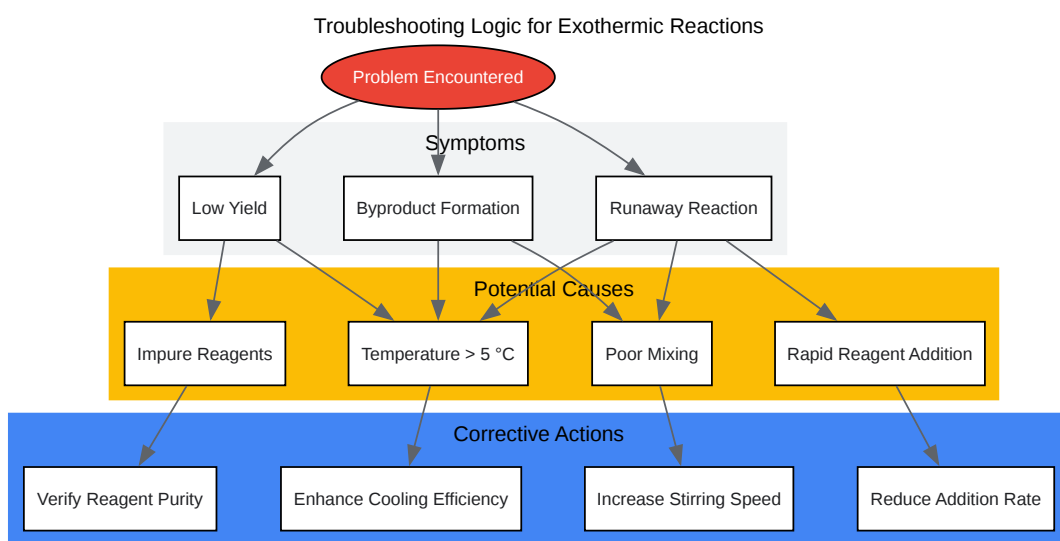 Troubleshooting Logic for Exothermic Reactions
Problem Encountered
Symptoms
Low Yield
Byproduct Formation
Runaway Reaction
Potential Causes
Impure Reagents
Temperature > 5 °C
Poor Mixing
Rapid Reagent Addition
Corrective Actions
Verify Reagent Purity
Enhance Cooling Efficiency
Increase Stirring Speed
Reduce Addition Rate